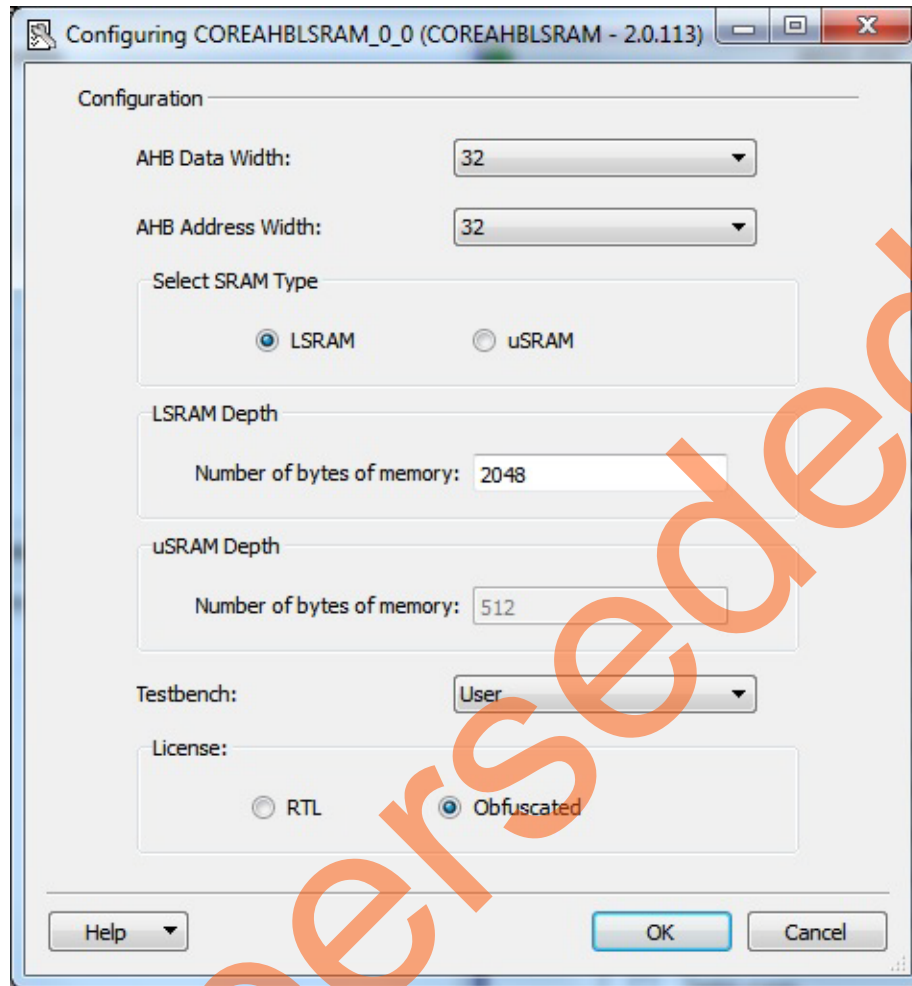 Configuring COREAHBLSRAM_0_0 (COREAHBLSRAM - 2.0.113)
Configuration
AHB Data Width: 32
AHB Address Width: 32
Select SRAM Type
LSRAM uSRAM
LSRAM Depth
Number of bytes of memory: 2048
uSRAM Depth
Number of bytes of memory: 512
Testbench: User
License:
RTL Obfuscated
Help OK Cancel
erseded